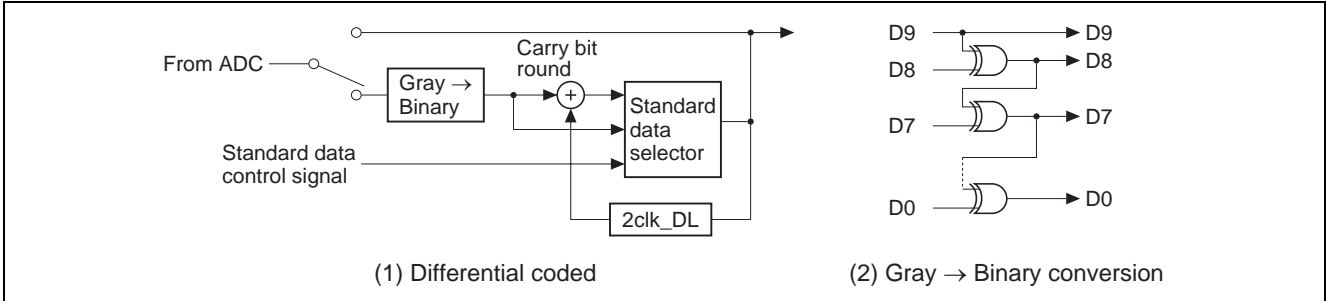 From ADC
Gray →
Binary
Carry bit
round
+
Standard
data
selector
Standard data
control signal
2clk_DL
(1) Differential coded
D9
D9
D8
D8
D7
D7
D0
D0
(2) Gray → Binary conversion